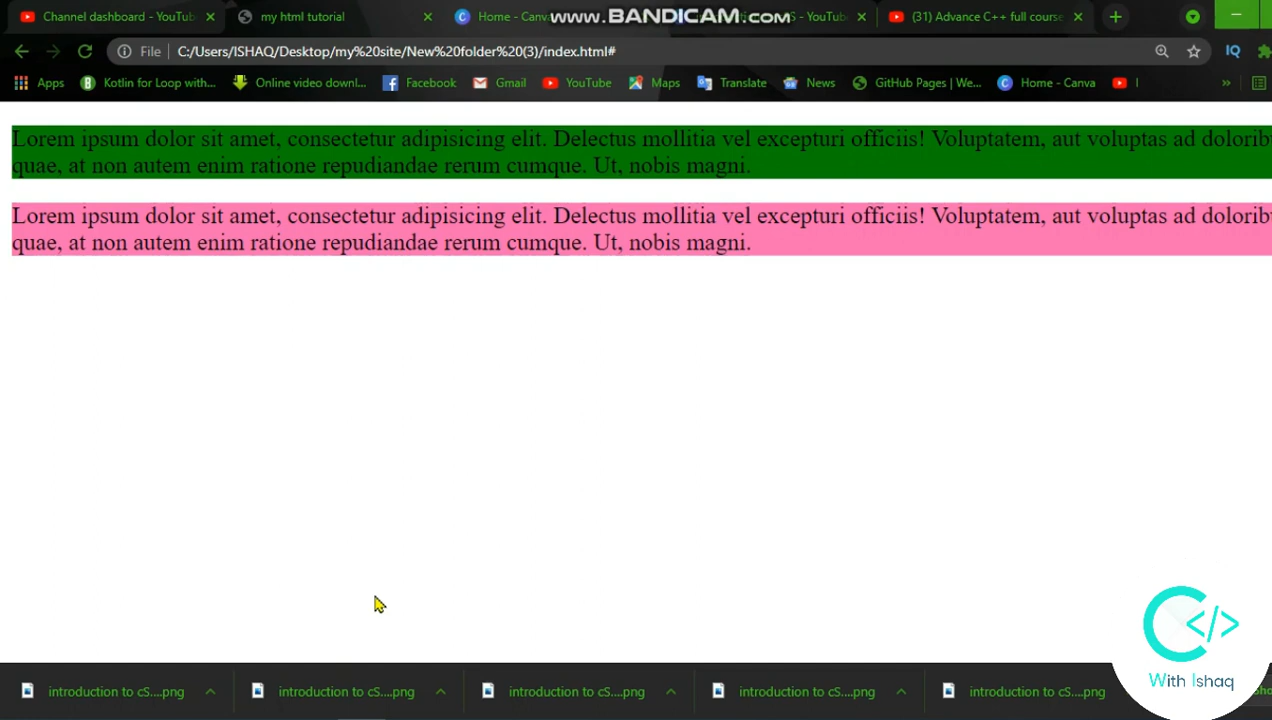 Channel dashboard - YouTub
my html tutorial
Home - Canva
www.BANDICAM.com
S - YouTube
(31) Advance C++ full course
File
C:/Users/ISHAQ/Desktop/my%20site/New%20folder%20(3)/index.html#
IQ
Apps
Kotlin for Loop with...
Online video downl...
Facebook
Gmail
YouTube
Maps
Translate
News
GitHub Pages | We...
Home - Canva
»
Lorem ipsum dolor sit amet, consectetur adipisicing elit. Delectus mollitia vel excepturi officiis! Voluptatem, aut voluptas ad doloribu
quae, at non autem enim ratione repudiandae rerum cumque. Ut, nobis magni.
Lorem ipsum dolor sit amet, consectetur adipisicing elit. Delectus mollitia vel excepturi officiis! Voluptatem, aut voluptas ad doloribu
quae, at non autem enim ratione repudiandae rerum cumque. Ut, nobis magni.
</>
With Ishaq
introduction to cS....png
introduction to cS....png
introduction to cS....png
introduction to cS....png
introduction to cS....png